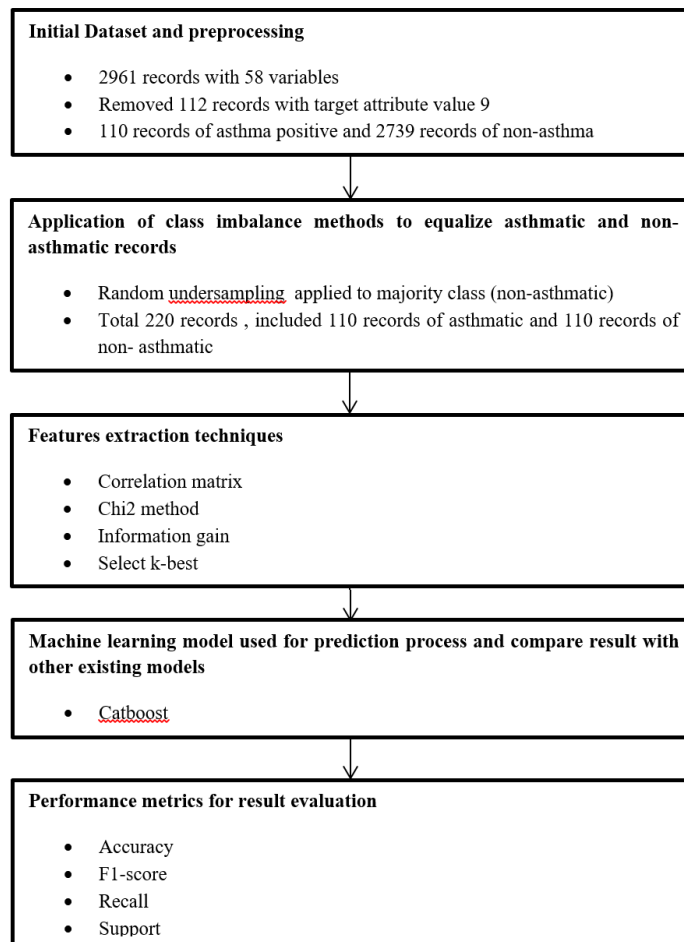 Initial Dataset and preprocessing
• 2961 records with 58 variables
• Removed 112 records with target attribute value 9
• 110 records of asthma positive and 2739 records of non-asthma
Application of class imbalance methods to equalize asthmatic and non-
asthmatic records
• Random undersampling applied to majority class (non-asthmatic)
• Total 220 records , included 110 records of asthmatic and 110 records of
non- asthmatic
Features extraction techniques
• Correlation matrix
• Chi2 method
• Information gain
• Select k-best
Machine learning model used for prediction process and compare result with
other existing models
• Catboost
Performance metrics for result evaluation
• Accuracy
• F1-score
• Recall
• Support